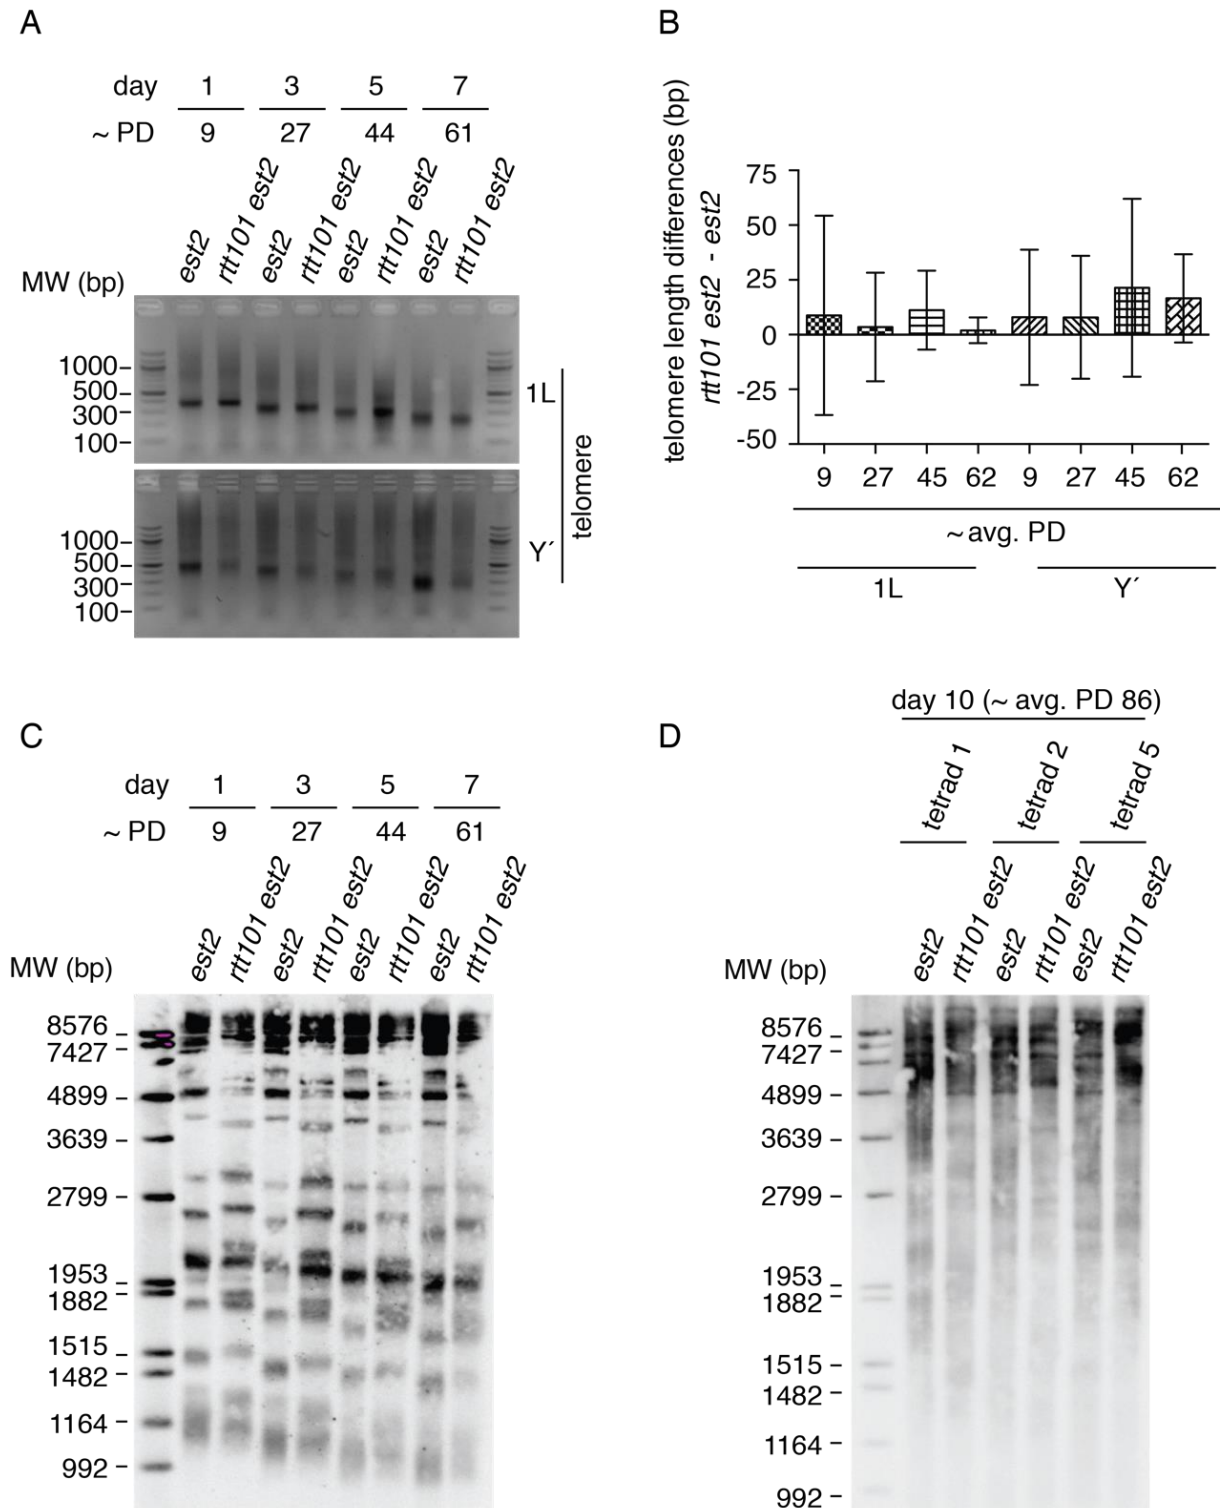 A
day 1 3 5 7
~ PD 9 27 44 61
est2 rtt101 est2 est2 rtt101 est2 est2 rtt101 est2 est2 rtt101 est2
MW (bp)
1000
500
300
100
1L
1000
500
300
100
Y´
telomere
B
telomere length differences (bp)
rtt101 est2 - est2
75
50
25
0
-25
-50
9 27 45 62 9 27 45 62
~ avg. PD
1L Y´
C
day 1 3 5 7
~ PD 9 27 44 61
est2 rtt101 est2 est2 rtt101 est2 est2 rtt101 est2 est2 rtt101 est2
MW (bp)
8576
7427
4899
3639
2799
1953
1882
1515
1482
1164
992
D
day 10 (~ avg. PD 86)
tetrad 1 tetrad 2 tetrad 5
est2 rtt101 est2 est2 rtt101 est2 est2 rtt101 est2
MW (bp)
8576
7427
4899
3639
2799
1953
1882
1515
1482
1164
992